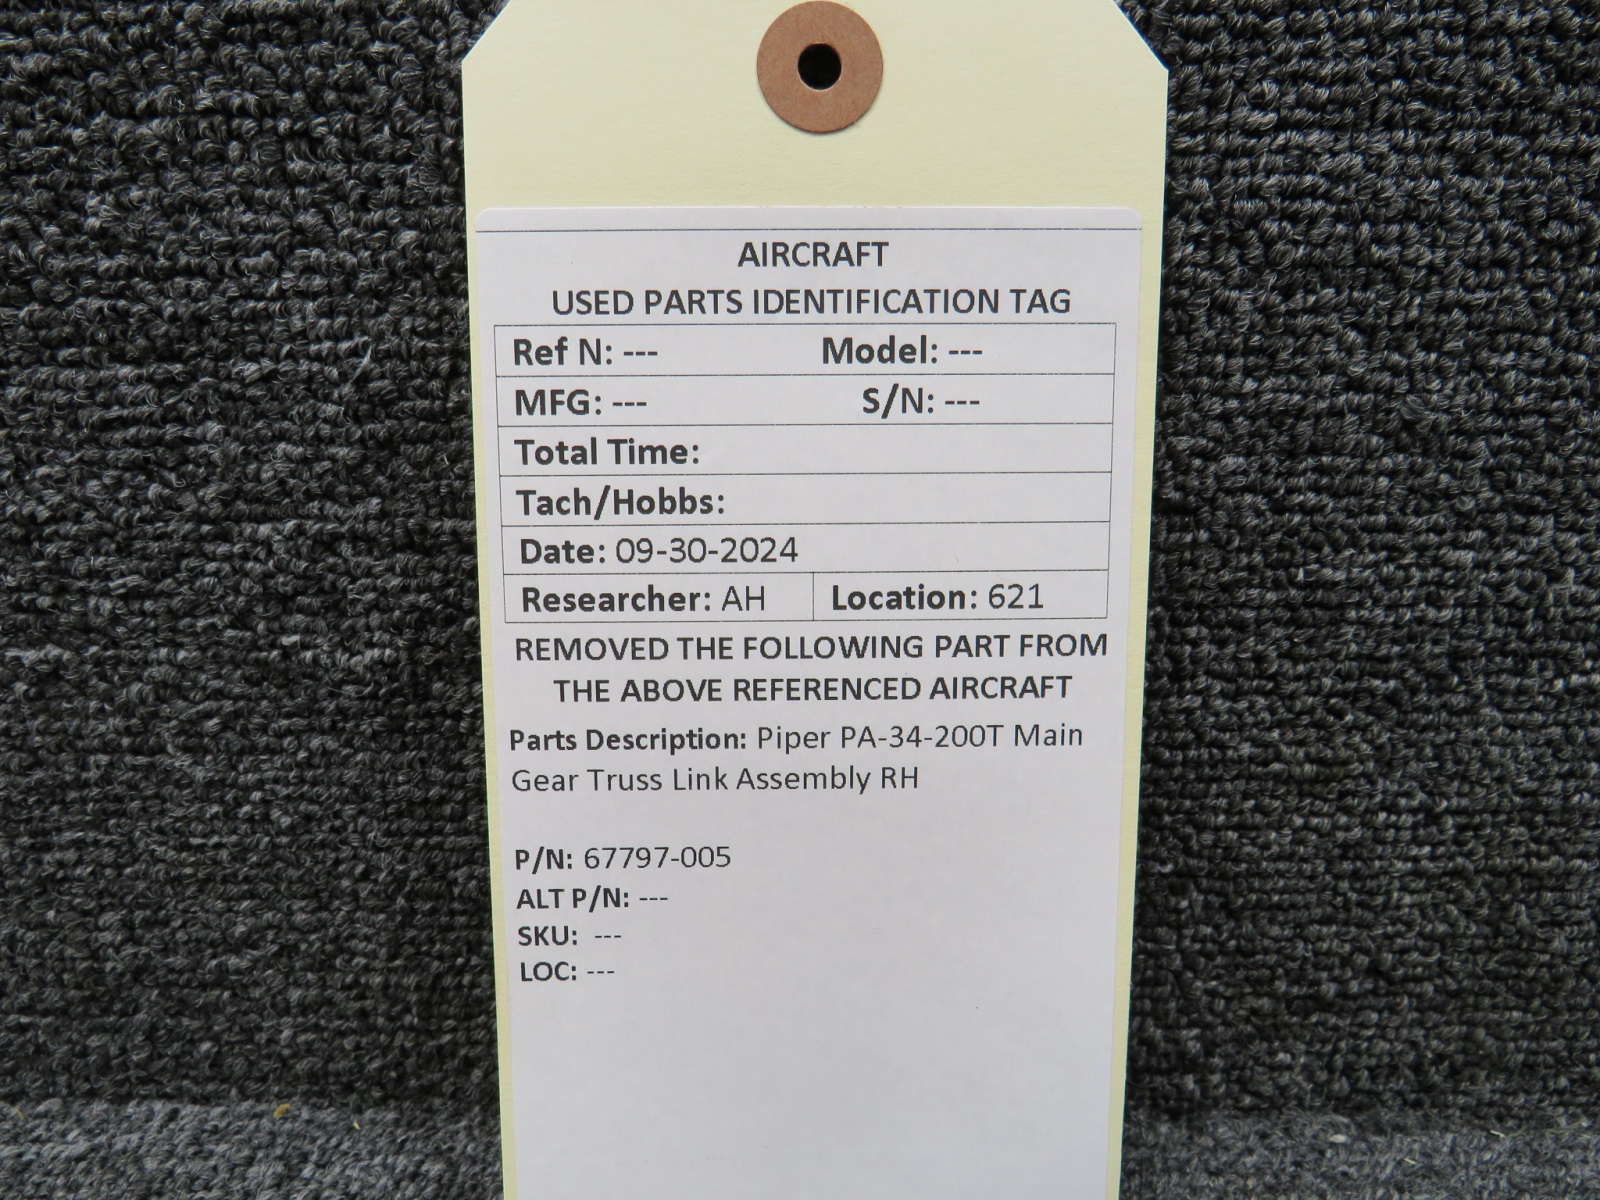 AIRCRAFT
USED PARTS IDENTIFICATION TAG
Ref N: --- Model: ---
MFG: --- S/N: ---
Total Time:
Tach/Hobbs:
Date: 09-30-2024
Researcher: AH Location: 621
REMOVED THE FOLLOWING PART FROM
THE ABOVE REFERENCED AIRCRAFT
Parts Description: Piper PA-34-200T Main
Gear Truss Link Assembly RH
P/N: 67797-005
ALT P/N: ---
SKU: ---
LOC: ---